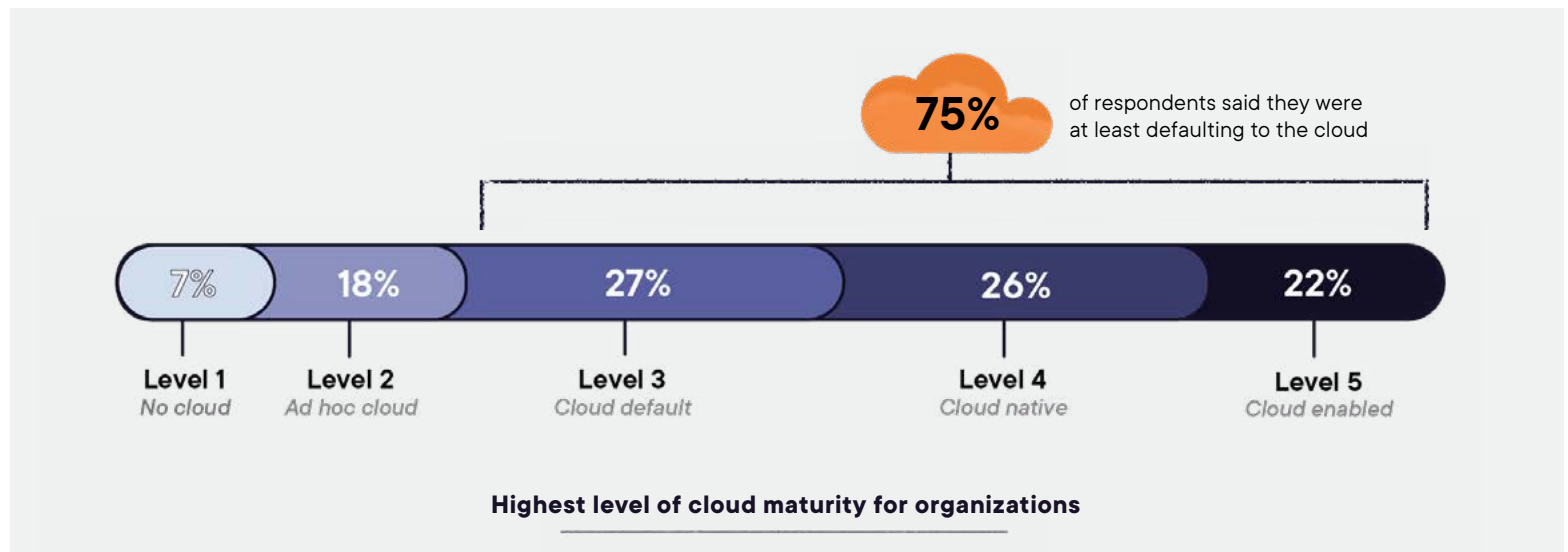 75%
of respondents said they were
at least defaulting to the cloud
7%
18%
27%
26%
22%
Level 1
No cloud
Level 2
Ad hoc cloud
Level 3
Cloud default
Level 4
Cloud native
Level 5
Cloud enabled
Highest level of cloud maturity for organizations